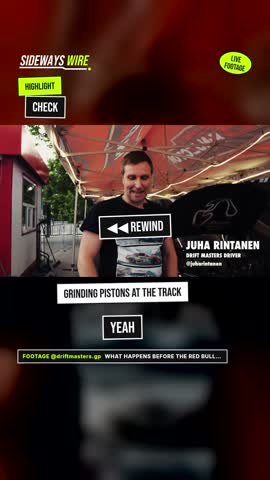 SIDEWAYS WIRE.
LIVE
FOOTAGE
HIGHLIGHT
CHECK
REWIND
JUHA RINTANEN
DRIFT MASTERS DRIVER
@juharintanen
GRINDING PISTONS AT THE TRACK
YEAH
FOOTAGE @driftmasters.gp WHAT HAPPENS BEFORE THE RED BULL...